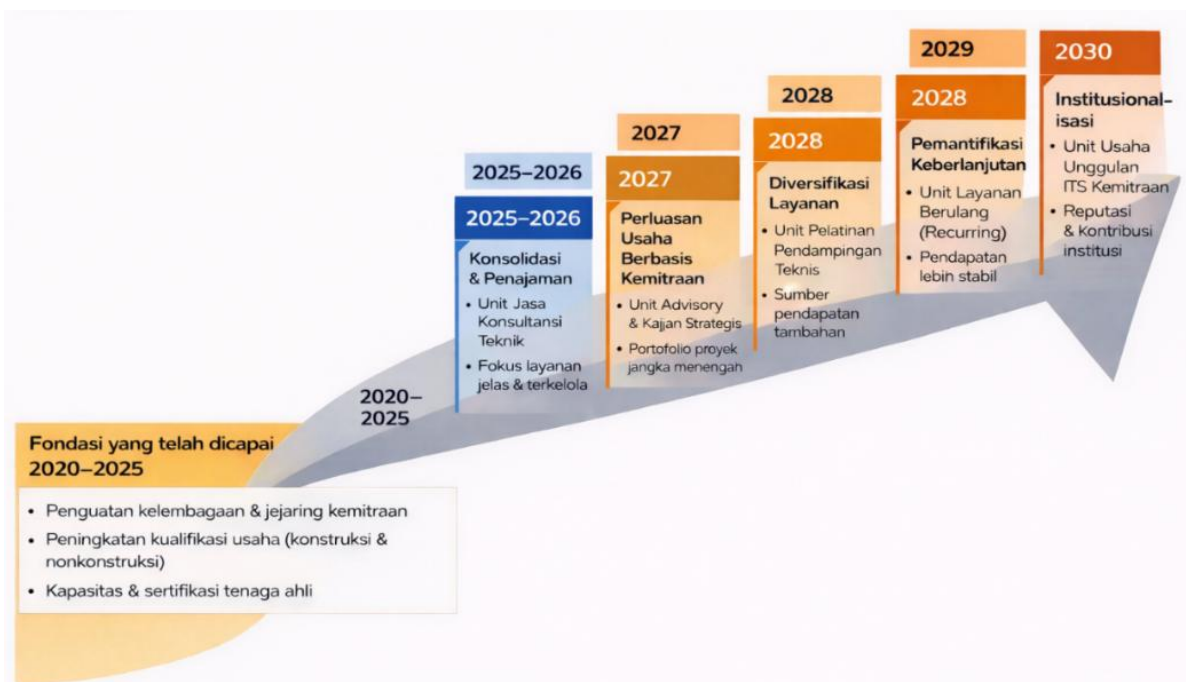 Fondasi yang telah dicapai
2020–2025
• Penguatan kelembagaan & jejaring kemitraan
• Peningkatan kualifikasi usaha (konstruksi &
nonkonstruksi)
• Kapasitas & sertifikasi tenaga ahli
2020–
2025
2025–2026
2025–2026
Konsolidasi
& Penajaman
• Unit Jasa
Konsultansi
Teknik
• Fokus layanan
jelas & terkelola
2027
2027
Perluasan
Usaha
Berbasis
Kemitraan
• Unit Advisory
& Kajjan Strategis
• Portofolio proyek
jangka menengah
2028
2028
Diversifikasi
Layanan
• Unit Pelatinan
Pendampingan
Teknis
• Sumber
pendapatan
tambahan
2029
2028
Pemantifikasi
Keberlanjutan
• Unit Layanan
Berulang
(Recurring)
• Pendapatan
lebih stabil
2030
Institusional-
isasi
• Unit Usaha
Unggulan
ITS Kemitraan
• Reputasi
& Kontribusi
institusi